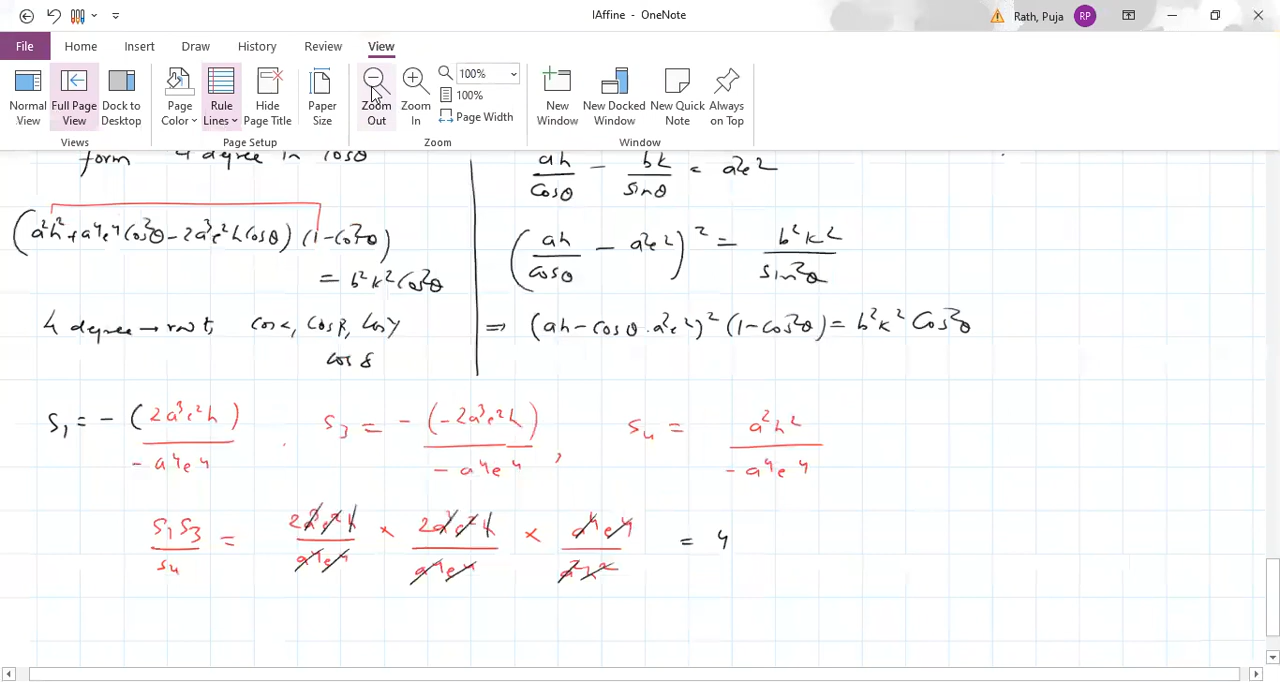 IAffine - OneNote
Rath, Puja RP
File Home Insert Draw History Review View
Normal View Full Page View Dock to Desktop Page Color Rule Lines Hide Page Title Paper Size Zoom Out Zoom In 100% 100% Page Width New Window New Docked Window New Quick Note Always on Top
Views Page Setup Zoom Window
form 4 degree in cosθ
(a²h²+a⁴e⁴cos²θ-2a³e²hcosθ) (1-cos²θ)
= b²k²cos²θ
4 degree → root, cosα, cosβ, cosγ
cosδ
ah/cosθ - bk/sinθ = a²e²
(ah/cosθ - a²e²)² = b²k²/sin²θ
⇒ (ah-cosθ.a²e²)² (1-cos²θ) = b²k² cos²θ
S₁ = - (2a³e²h)/-a⁴e⁴ . S₃ = - (-2a³e²h)/-a⁴e⁴ , S₄ = a²h²/-a⁴e⁴
S₁S₃/S₄ = 2a³e²h/a⁴e⁴ × 2a³e²h/a⁴e⁴ × a⁴e⁴/a²h² = 4